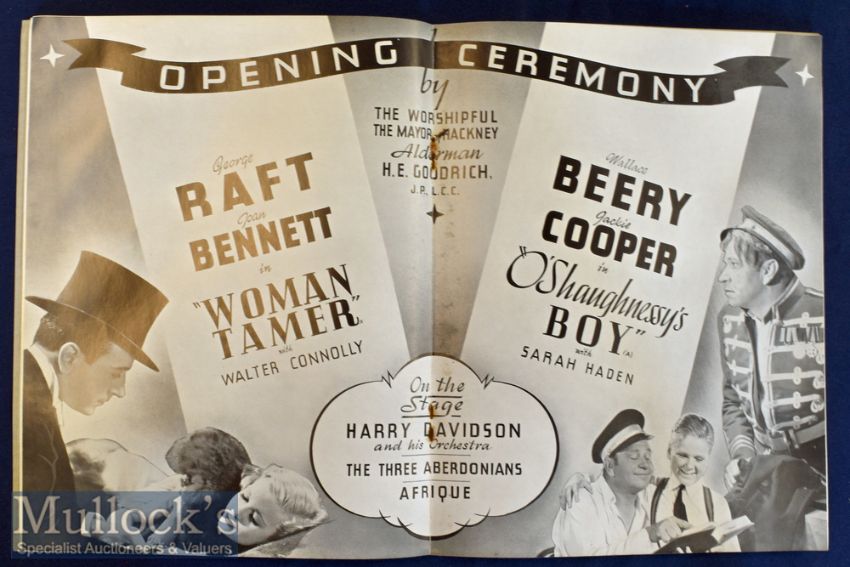 OPENING CEREMONY
by
THE WORSHIPFUL
THE MAYOR, HACKNEY
Alderman
H.E. GOODRICH,
J.P., L.C.C.
George
RAFT
Joan
BENNETT
in
"WOMAN
TAMER"
with
WALTER CONNOLLY
Wallace
BEERY
Jackie
COOPER
in
"O'Shaughnessy's
BOY" (A)
with
SARAH HADEN
On the
Stage
HARRY DAVIDSON
and his Orchestra
THE THREE ABERDONIANS
AFRIQUE
Mullock's
Specialist Auctioneers & Valuers